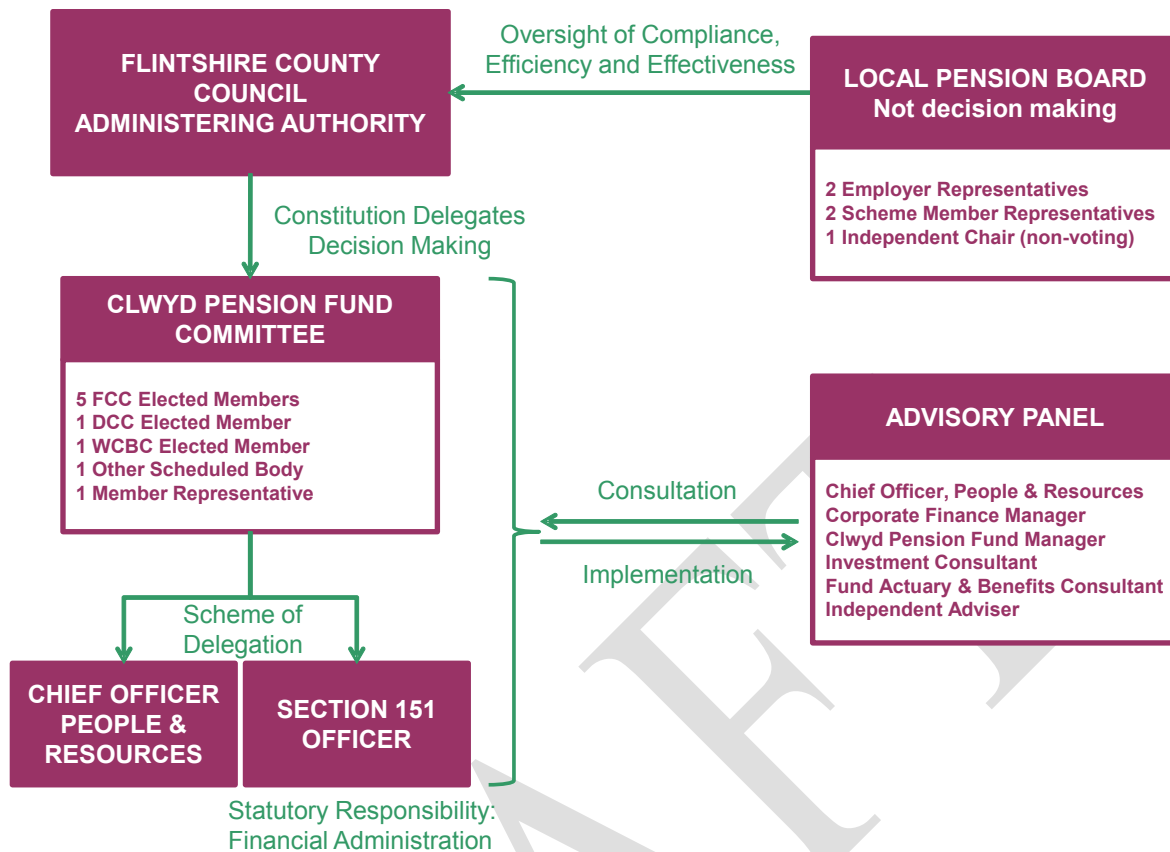 FLINTSHIRE COUNTY
COUNCIL
ADMINISTERING AUTHORITY
Oversight of Compliance,
Efficiency and Effectiveness
LOCAL PENSION BOARD
Not decision making
2 Employer Representatives
2 Scheme Member Representatives
1 Independent Chair (non-voting)
Constitution Delegates
Decision Making
CLWYD PENSION FUND
COMMITTEE
5 FCC Elected Members
1 DCC Elected Member
1 WCBC Elected Member
1 Other Scheduled Body
1 Member Representative
Consultation
Implementation
ADVISORY PANEL
Chief Officer, People & Resources
Corporate Finance Manager
Clwyd Pension Fund Manager
Investment Consultant
Fund Actuary & Benefits Consultant
Independent Adviser
Scheme of
Delegation
CHIEF OFFICER
PEOPLE &
RESOURCES
SECTION 151
OFFICER
Statutory Responsibility:
Financial Administration